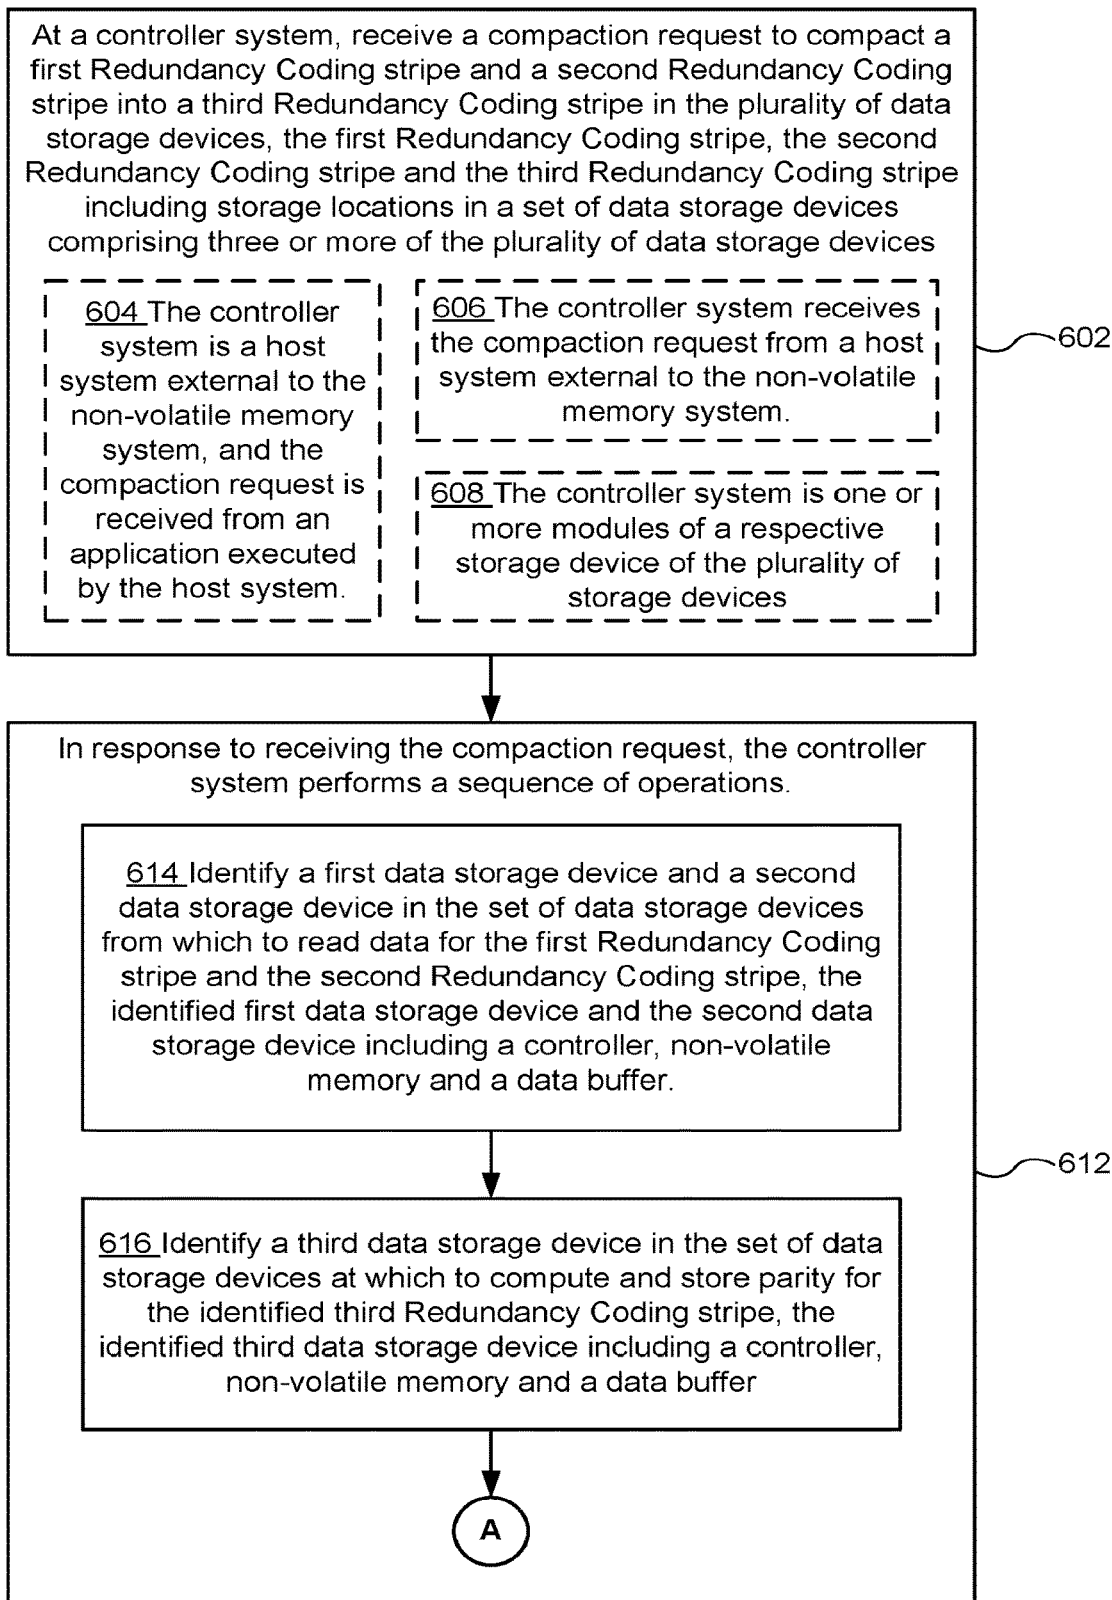 At a controller system, receive a compaction request to compact a
first Redundancy Coding stripe and a second Redundancy Coding
stripe into a third Redundancy Coding stripe in the plurality of data
storage devices, the first Redundancy Coding stripe, the second
Redundancy Coding stripe and the third Redundancy Coding stripe
including storage locations in a set of data storage devices
comprising three or more of the plurality of data storage devices
604 The controller
system is a host
system external to the
non-volatile memory
system, and the
compaction request is
received from an
application executed
by the host system.
606 The controller system receives
the compaction request from a host
system external to the non-volatile
memory system.
608 The controller system is one or
more modules of a respective
storage device of the plurality of
storage devices
602
In response to receiving the compaction request, the controller
system performs a sequence of operations.
614 Identify a first data storage device and a second
data storage device in the set of data storage devices
from which to read data for the first Redundancy Coding
stripe and the second Redundancy Coding stripe, the
identified first data storage device and the second data
storage device including a controller, non-volatile
memory and a data buffer.
612
616 Identify a third data storage device in the set of data
storage devices at which to compute and store parity for
the identified third Redundancy Coding stripe, the
identified third data storage device including a controller,
non-volatile memory and a data buffer
A